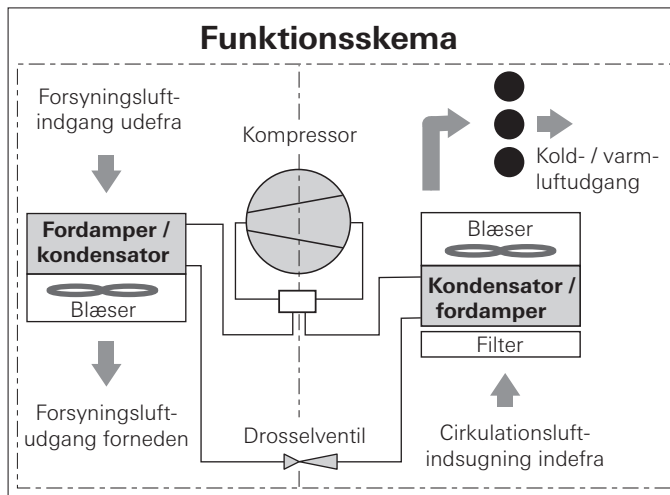 Funktionsskema
Forsyningsluft-
indgang udefra
Kompressor
Kold- / varm-
luftudgang
Fordamper /
kondensator
Blæser
Blæser
Kondensator /
fordamper
Filter
Forsyningsluft-
udgang forneden
Drosselventil
Cirkulationsluft-
indsugning indefra